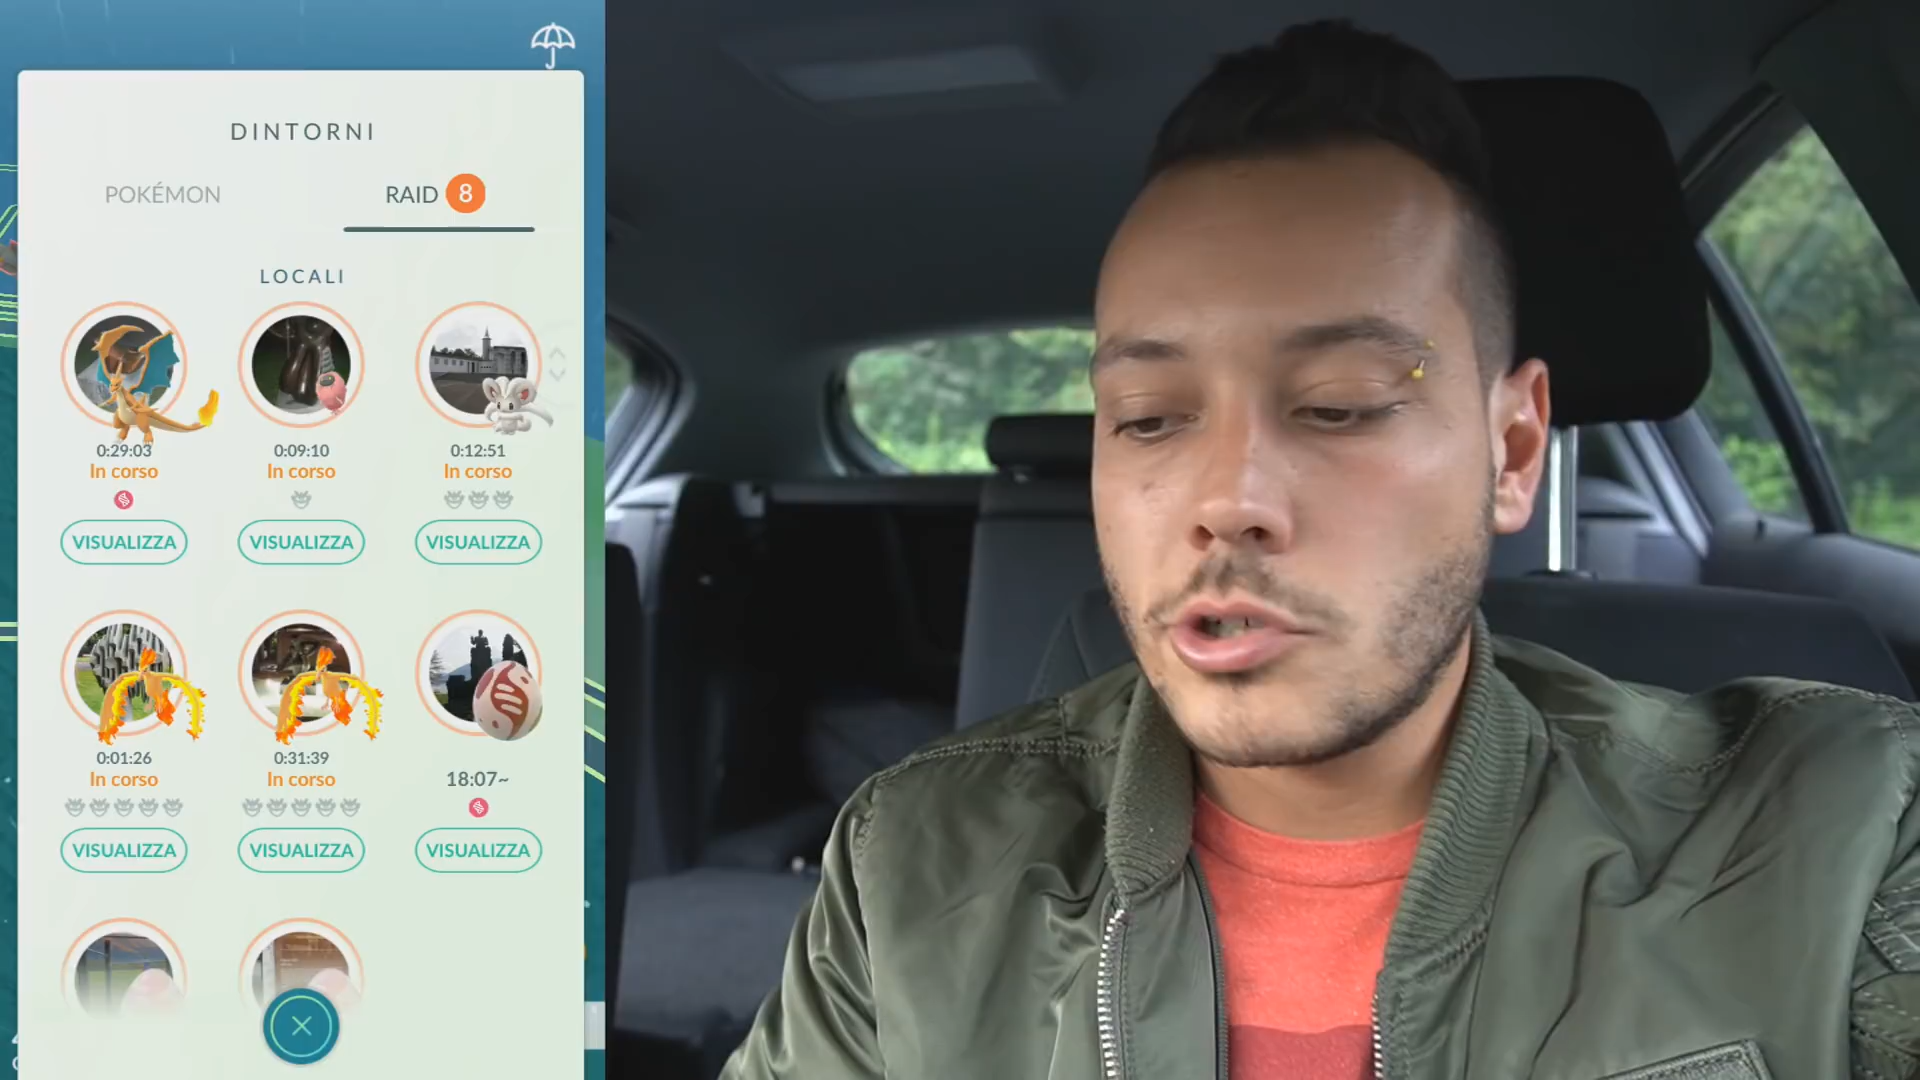 DINTORNI
POKÉMON
RAID 8
LOCALI
0:29:03
In corso
VISUALIZZA
0:09:10
In corso
VISUALIZZA
0:12:51
In corso
VISUALIZZA
0:01:26
In corso
VISUALIZZA
0:31:39
In corso
VISUALIZZA
18:07~
VISUALIZZA